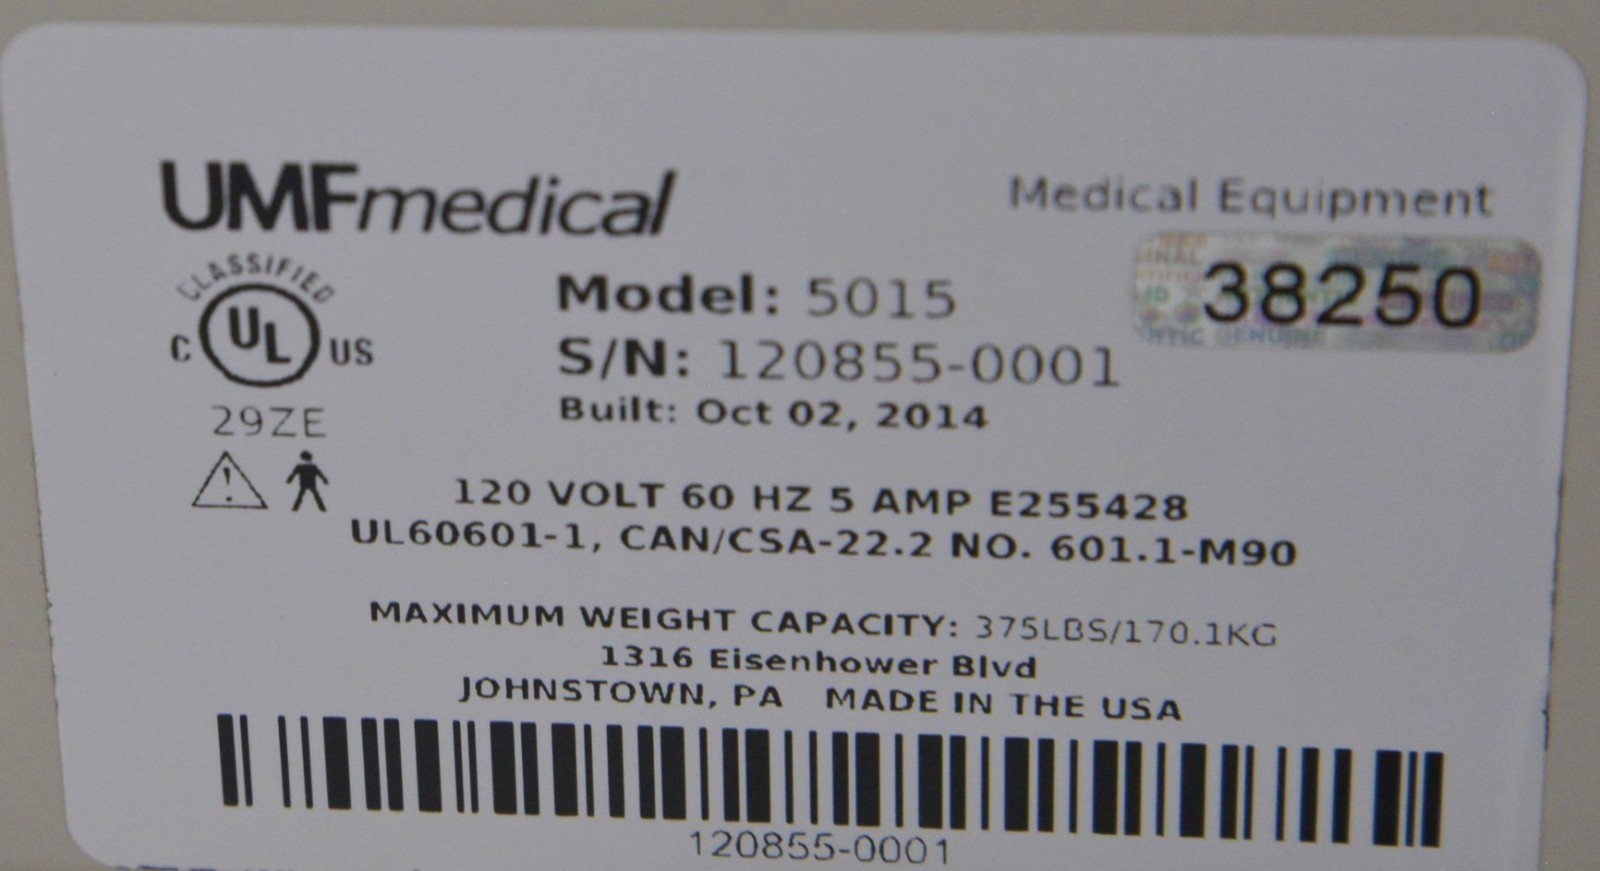 UMFmedical
Medical Equipment
CLASSIFIED
C UL US
29ZE
Model: 5015
38250
S/N: 120855-0001
Built: Oct 02, 2014
120 VOLT 60 HZ 5 AMP E255428
UL60601-1, CAN/CSA-22.2 NO. 601.1-M90
MAXIMUM WEIGHT CAPACITY: 375LBS/170.1KG
1316 Eisenhower Blvd
JOHNSTOWN, PA MADE IN THE USA
120855-0001